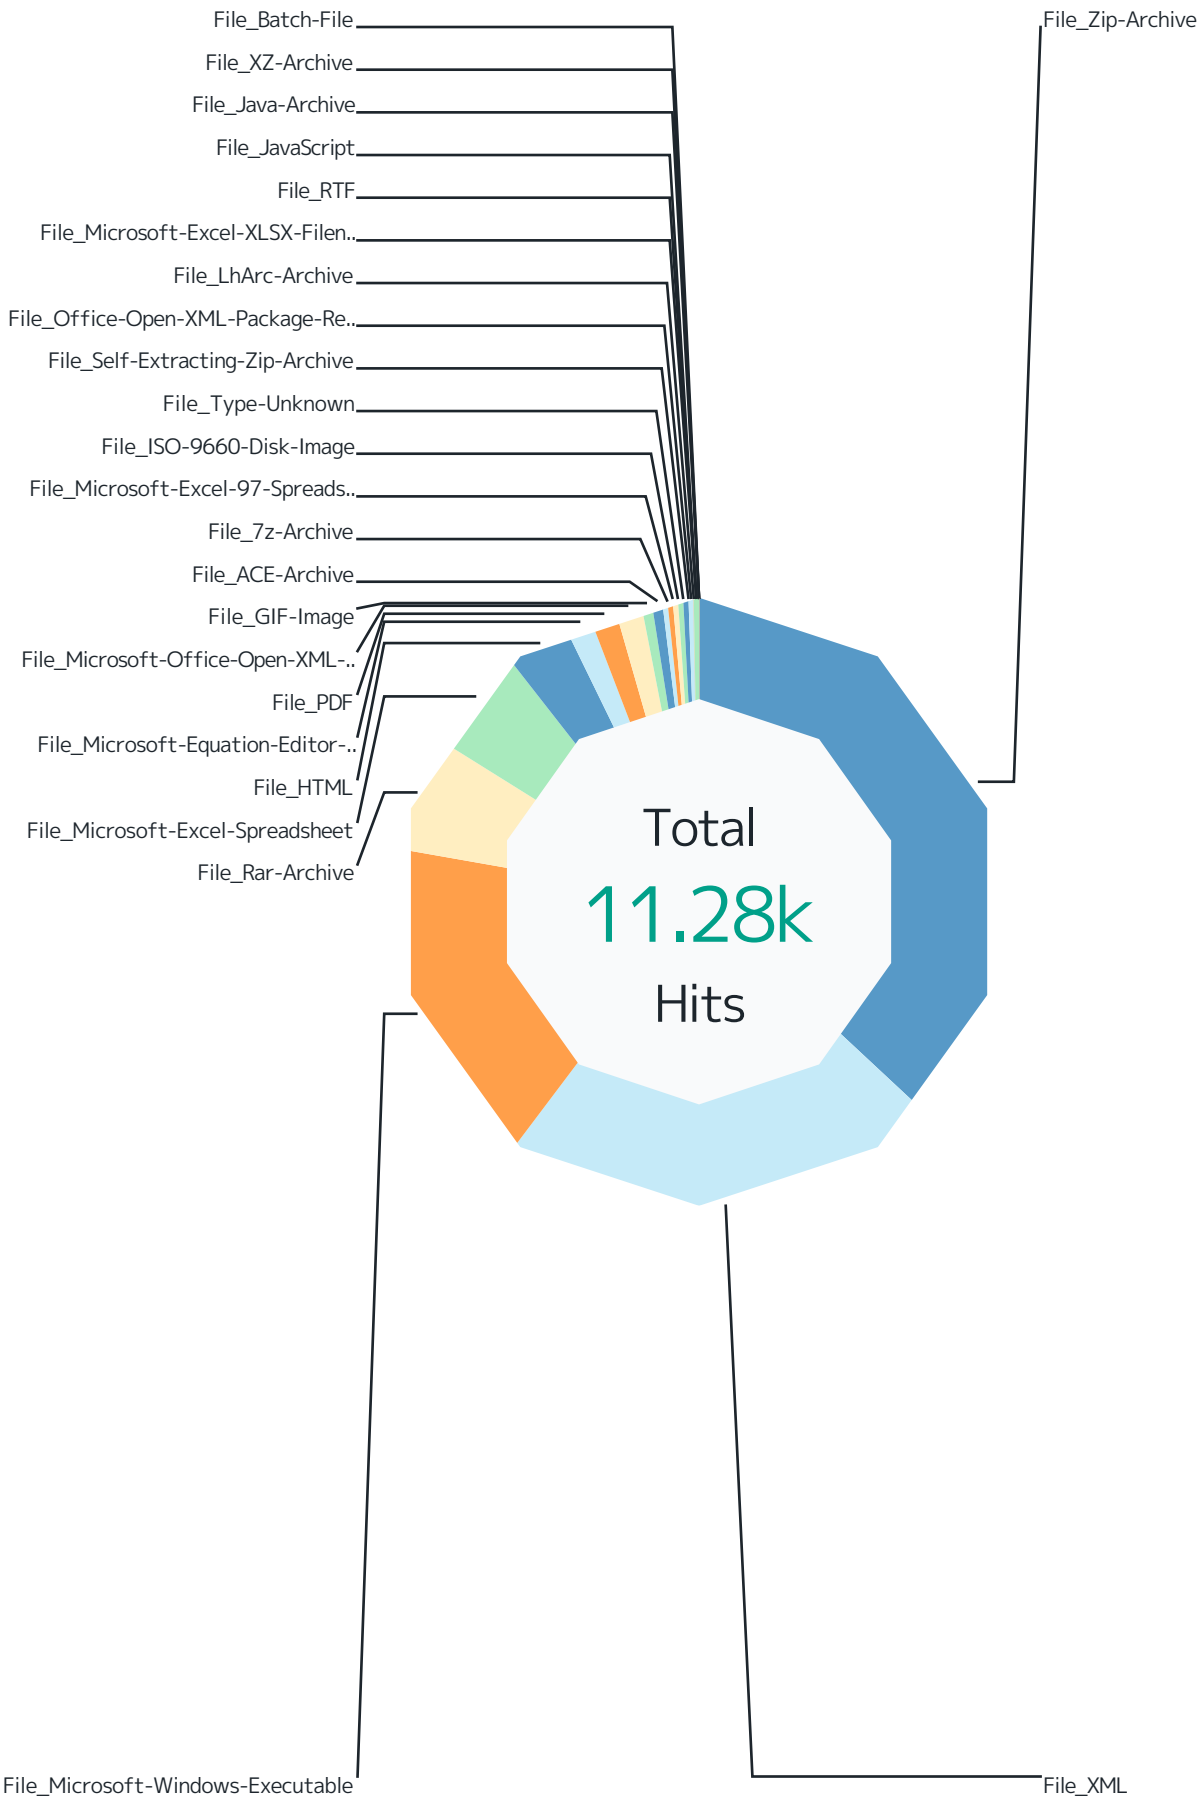 File_Batch-File
File_Zip-Archive
File_XZ-Archive
File_Java-Archive
File_JavaScript
File_RTF
File_Microsoft-Excel-XLSX-Filen..
File_LhArc-Archive
File_Office-Open-XML-Package-Re..
File_Self-Extracting-Zip-Archive
File_Type-Unknown
File_ISO-9660-Disk-Image
File_Microsoft-Excel-97-Spreads..
File_7z-Archive
File_ACE-Archive
File_GIF-Image
File_Microsoft-Office-Open-XML-..
File_PDF
File_Microsoft-Equation-Editor-..
File_HTML
File_Microsoft-Excel-Spreadsheet
File_Rar-Archive
Total
11.28k
Hits
File_Microsoft-Windows-Executable
File_XML